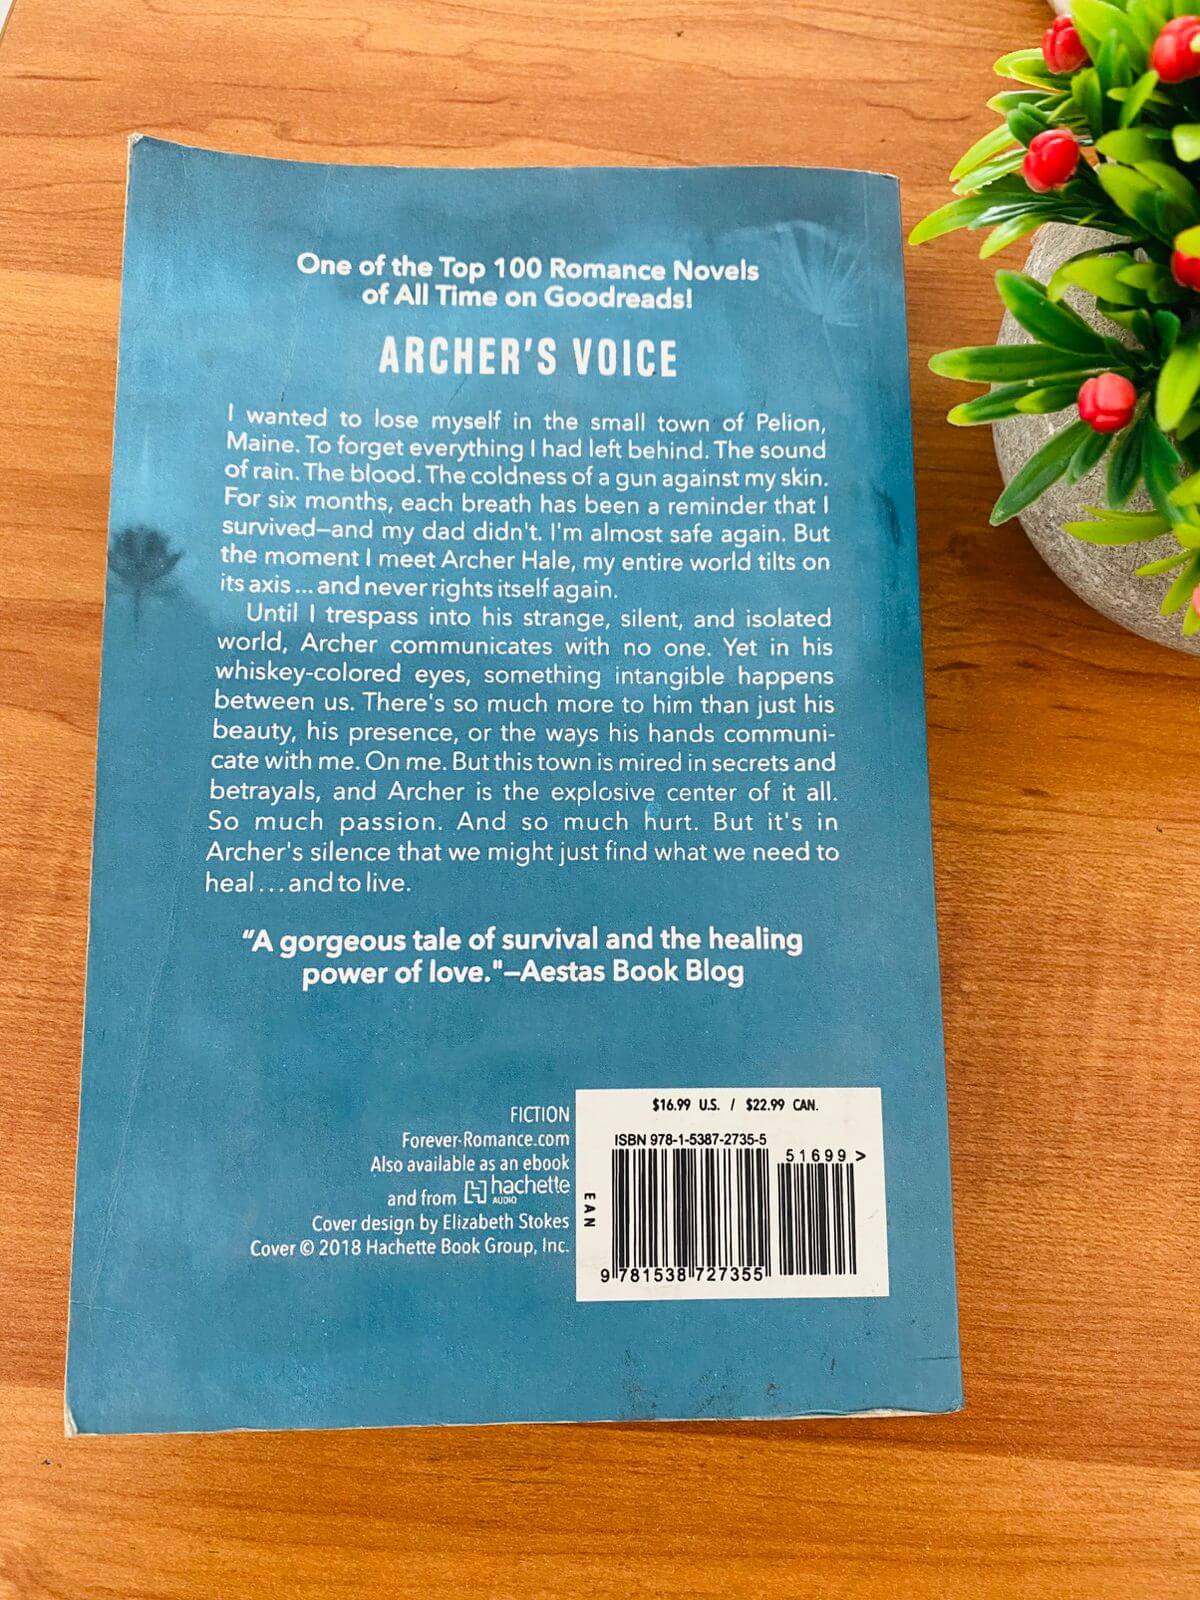 One of the Top 100 Romance Novels
of All Time on Goodreads!
ARCHER'S VOICE
I wanted to lose myself in the small town of Pelion,
Maine. To forget everything I had left behind. The sound
of rain. The blood. The coldness of a gun against my skin.
For six months, each breath has been a reminder that I
survived—and my dad didn't. I'm almost safe again. But
the moment I meet Archer Hale, my entire world tilts on
its axis ... and never rights itself again.
Until I trespass into his strange, silent, and isolated
world, Archer communicates with no one. Yet in his
whiskey-colored eyes, something intangible happens
between us. There's so much more to him than just his
beauty, his presence, or the ways his hands communi-
cate with me. On me. But this town is mired in secrets and
betrayals, and Archer is the explosive center of it all.
So much passion. And so much hurt. But it's in
Archer's silence that we might just find what we need to
heal ... and to live.
"A gorgeous tale of survival and the healing
power of love."—Aestas Book Blog
FICTION
Forever-Romance.com
Also available as an ebook
and from hachette AUDIO
Cover design by Elizabeth Stokes
Cover © 2018 Hachette Book Group, Inc.
$16.99 U.S. / $22.99 CAN.
ISBN 978-1-5387-2735-5
51699>
EAN
9 781538 727355